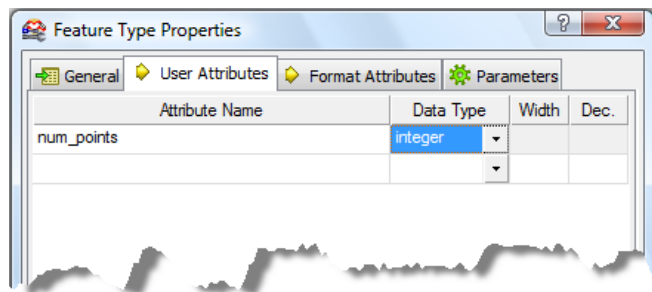 Feature Type Properties
General User Attributes Format Attributes Parameters
Attribute Name Data Type Width Dec.
num_points integer